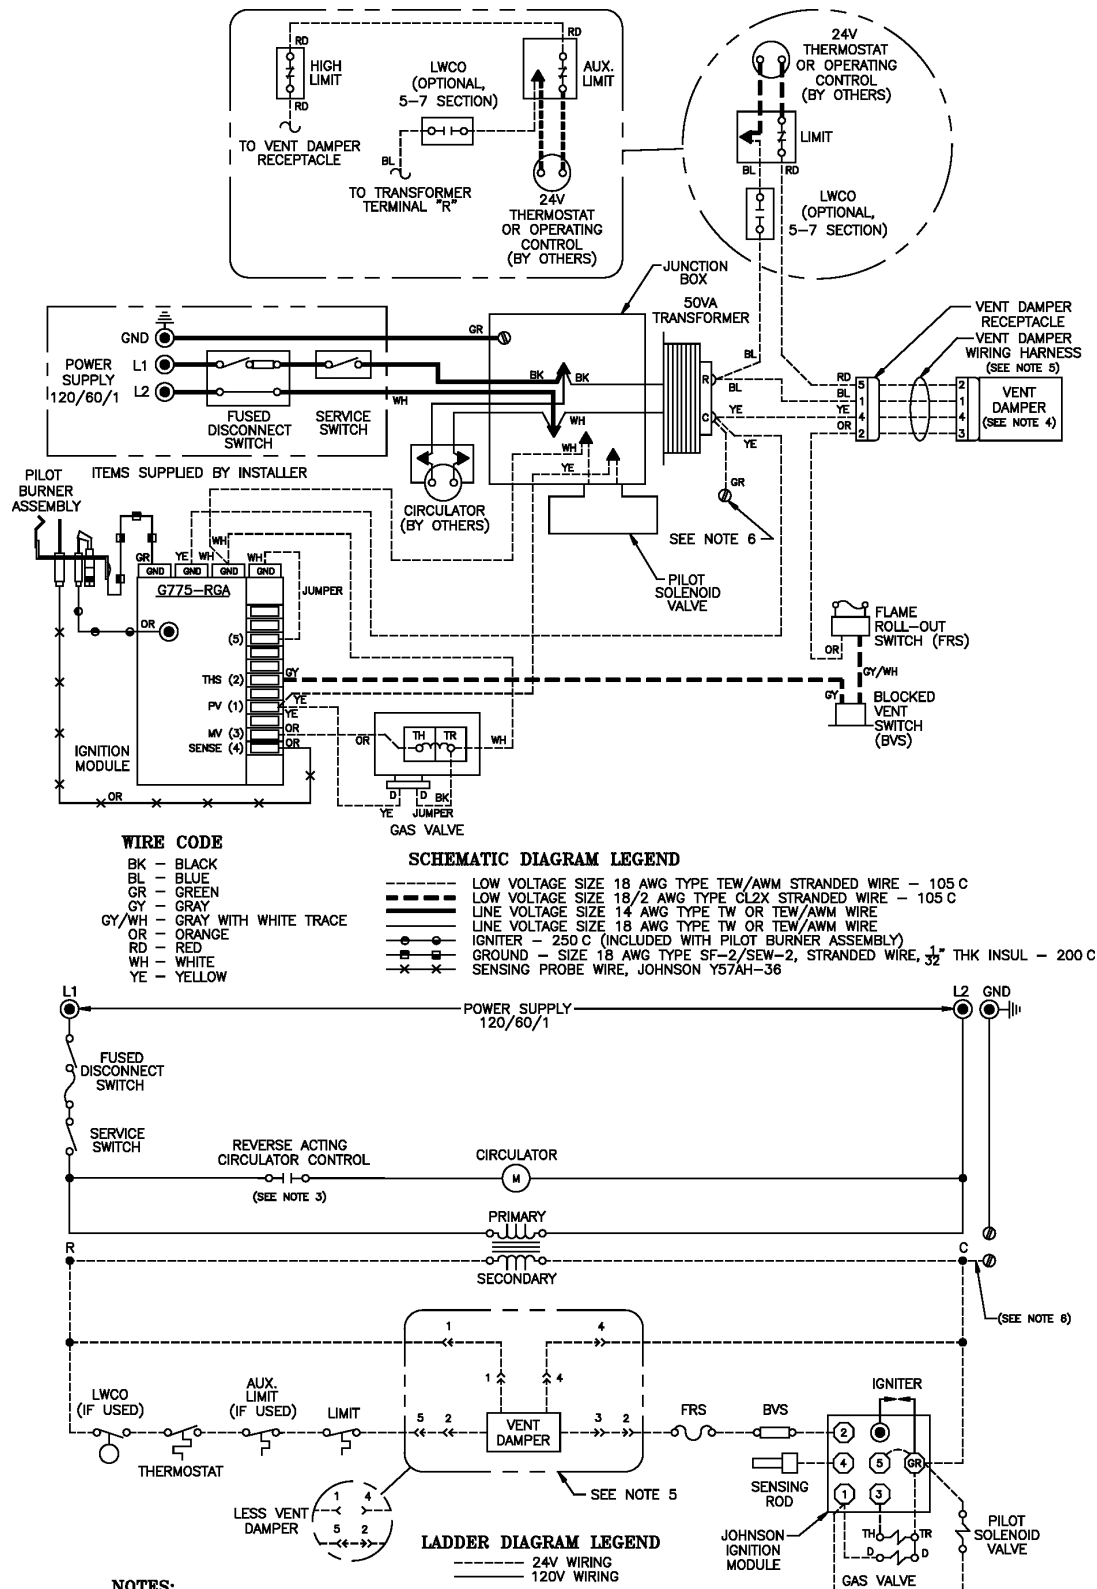 RD
RD
HIGH
LIMIT
RD
TO VENT DAMPER
RECEPTACLE
LWCO
(OPTIONAL,
5-7 SECTION)
AUX.
LIMIT
BL
TO TRANSFORMER
TERMINAL "R"
24V
THERMOSTAT
OR OPERATING
CONTROL
(BY OTHERS)
24V
THERMOSTAT
OR OPERATING
CONTROL
(BY OTHERS)
LIMIT
BL
RD
LWCO
(OPTIONAL,
5-7 SECTION)
JUNCTION
BOX
50VA
TRANSFORMER
VENT DAMPER
RECEPTACLE
VENT DAMPER
WIRING HARNESS
(SEE NOTE 5)
GND
GR
POWER
SUPPLY
120/60/1
L1
L2
FUSED
DISCONNECT
SWITCH
SERVICE
SWITCH
WH
BK
BK
WH
BL
R
BL
C
YE
YE
GR
RD
BL
YE
OR
5
1
4
2
2
1
4
3
VENT
DAMPER
(SEE NOTE 4)
ITEMS SUPPLIED BY INSTALLER
CIRCULATOR
(BY OTHERS)
WH
YE
SEE NOTE 6
PILOT
SOLENOID
VALVE
PILOT
BURNER
ASSEMBLY
GR
YE
WH
WH
WH
GND
GND
GND
GND
G775-RGA
JUMPER
OR
(5)
THS (2)
PV (1)
MV (3)
SENSE (4)
GY
YE
YE
OR
OR
IGNITION
MODULE
OR
OR
TH
TR
WH
D
D
BK
YE
JUMPER
GAS VALVE
FLAME
ROLL-OUT
SWITCH (FRS)
OR
GY/WH
GY
BLOCKED
VENT
SWITCH
(BVS)
WIRE CODE
BK - BLACK
BL - BLUE
GR - GREEN
GY - GRAY
GY/WH - GRAY WITH WHITE TRACE
OR - ORANGE
RD - RED
WH - WHITE
YE - YELLOW
SCHEMATIC DIAGRAM LEGEND
LOW VOLTAGE SIZE 18 AWG TYPE TEW/AWM STRANDED WIRE - 105 C
LOW VOLTAGE SIZE 18/2 AWG TYPE CL2X STRANDED WIRE - 105 C
LINE VOLTAGE SIZE 14 AWG TYPE TW OR TEW/AWM WIRE
LINE VOLTAGE SIZE 18 AWG TYPE TW OR TEW/AWM WIRE
IGNITER - 250 C (INCLUDED WITH PILOT BURNER ASSEMBLY)
GROUND - SIZE 18 AWG TYPE SF-2/SEW-2, STRANDED WIRE, 1/32" THK INSUL - 200 C
SENSING PROBE WIRE, JOHNSON Y57AH-36
L1
POWER SUPPLY
120/60/1
L2
GND
FUSED
DISCONNECT
SWITCH
SERVICE
SWITCH
REVERSE ACTING
CIRCULATOR CONTROL
(SEE NOTE 3)
CIRCULATOR
M
PRIMARY
R
C
SECONDARY
(SEE NOTE 6)
1
4
1
4
LWCO
(IF USED)
THERMOSTAT
AUX.
LIMIT
(IF USED)
LIMIT
5
2
VENT
DAMPER
3
2
FRS
BVS
IGNITER
2
4
5
GR
1
3
SENSING
ROD
SEE NOTE 5
LESS VENT
DAMPER
1
4
5
2
LADDER DIAGRAM LEGEND
24V WIRING
120V WIRING
JOHNSON
IGNITION
MODULE
TH
TR
D
D
GAS VALVE
PILOT
SOLENOID
VALVE
NOTES: